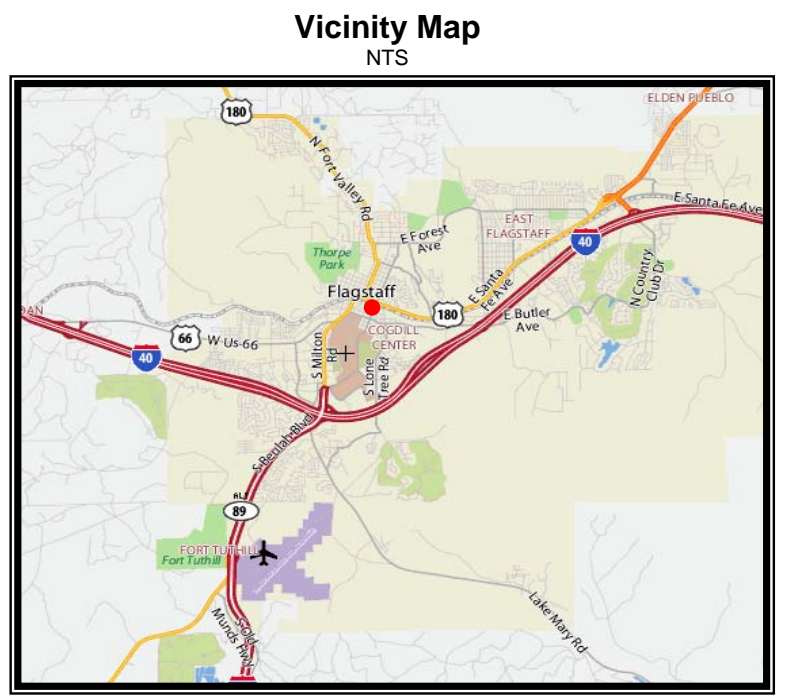 Vicinity Map
NTS
ELDEN PUEBLO
180
N Fort Valley Rd
E Santa Fe Ave
EAST
FLAGSTAFF
E Forest
Ave
40
Thorpe
Park
N Country
Club Dr
E Santa
Fe Ave
Flagstaff
180
E Butler
Ave
DAN
66
W Us-66
COGDILL
CENTER
S Milton
Rd
S Lone
Tree Rd
40
S Beulah Blvd
ALT
89
FORT TUTHILL
Fort Tuthill
S Old
Munds Hwy
Lake Mary Rd